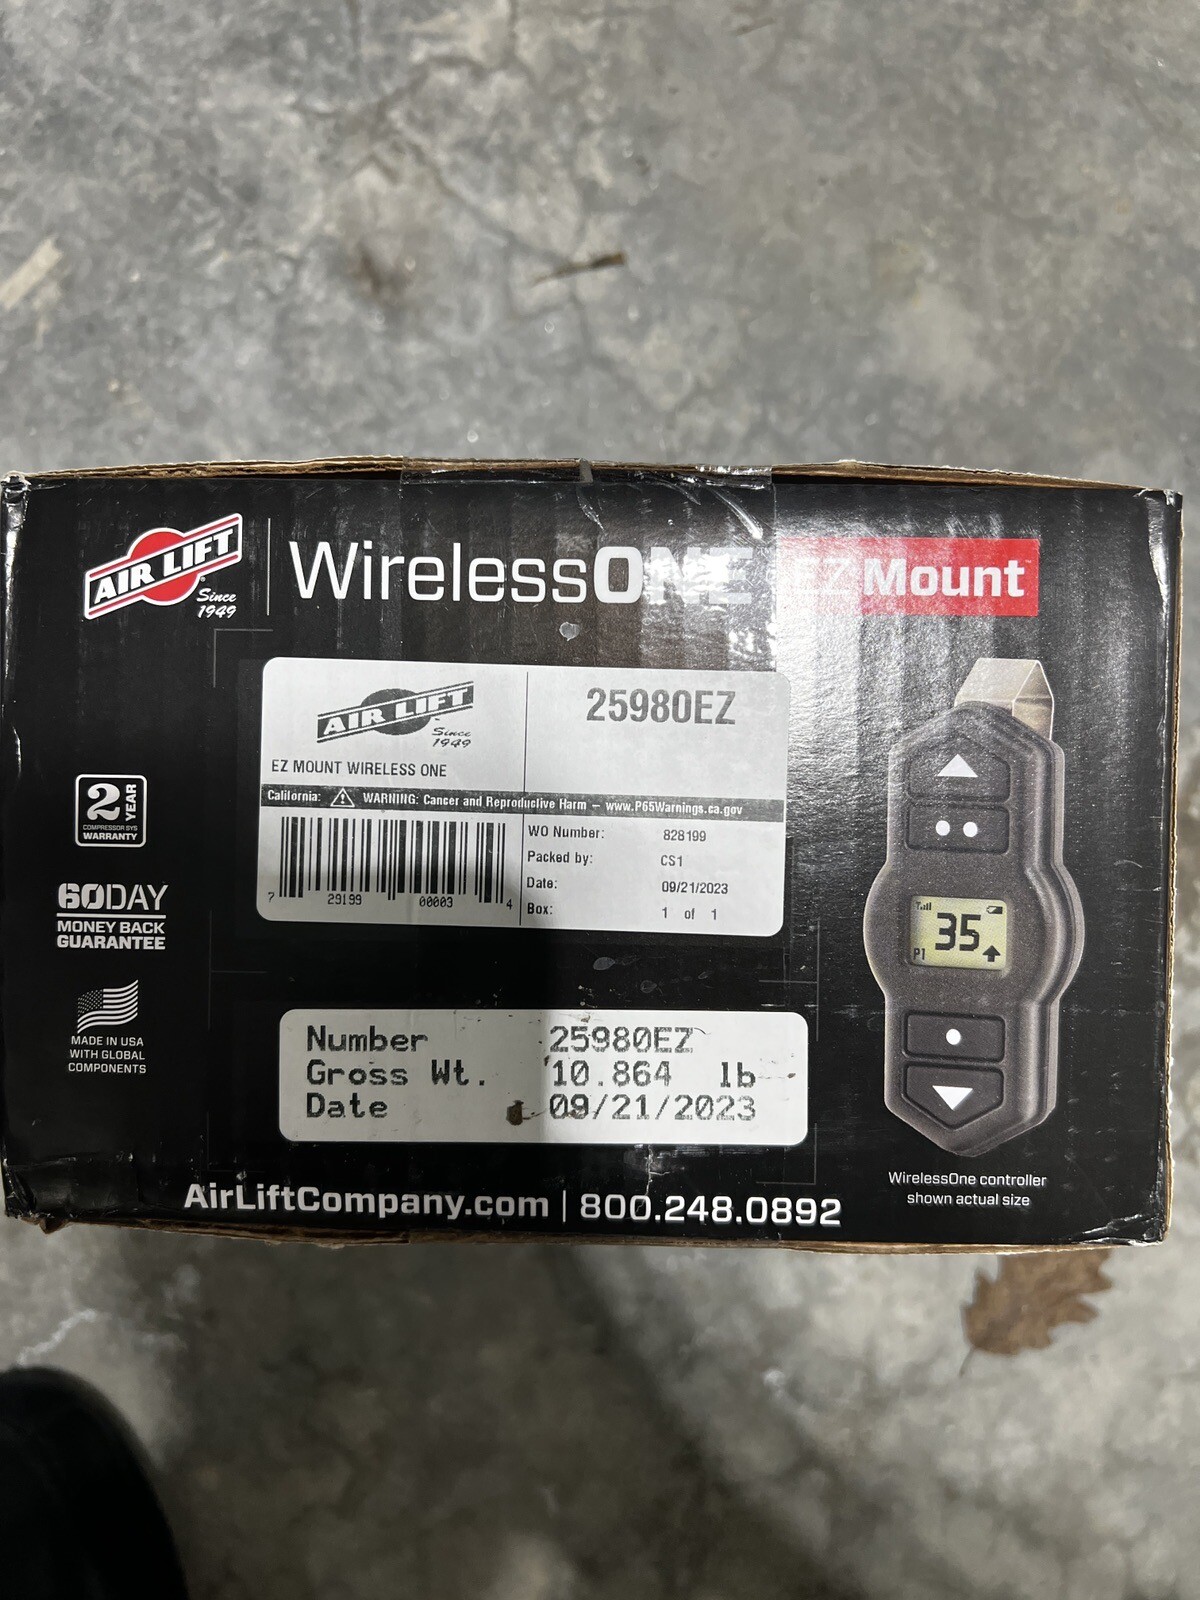 AIR LIFT
Since
1949
WirelessONE EZ Mount
AIR LIFT
Since
1949
25980EZ
EZ MOUNT WIRELESS ONE
California: WARNING: Cancer and Reproductive Harm – www.P65Warnings.ca.gov
7 29199 00003 4
WO Number: 828199
Packed by: CS1
Date: 09/21/2023
Box: 1 of 1
2 YEAR
COMPRESSOR SYS
WARRANTY
60DAY
MONEY BACK
GUARANTEE
MADE IN USA
WITH GLOBAL
COMPONENTS
Number 25980EZ
Gross Wt. 10.864 lb
Date 09/21/2023
35
P1
WirelessOne controller
shown actual size
AirLiftCompany.com | 800.248.0892